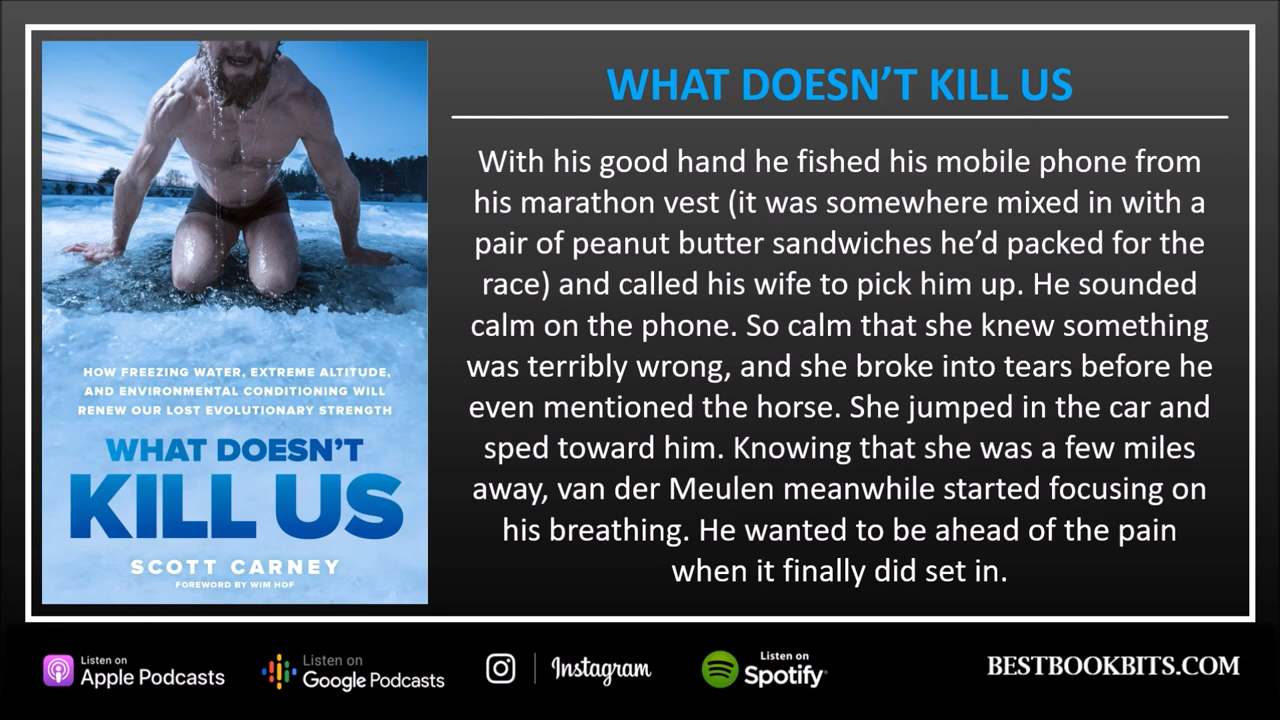 HOW FREEZING WATER, EXTREME ALTITUDE,
AND ENVIRONMENTAL CONDITIONING WILL
RENEW OUR LOST EVOLUTIONARY STRENGTH
WHAT DOESN'T
KILL US
SCOTT CARNEY
FOREWORD BY WIM HOF
WHAT DOESN'T KILL US
With his good hand he fished his mobile phone from
his marathon vest (it was somewhere mixed in with a
pair of peanut butter sandwiches he'd packed for the
race) and called his wife to pick him up. He sounded
calm on the phone. So calm that she knew something
was terribly wrong, and she broke into tears before he
even mentioned the horse. She jumped in the car and
sped toward him. Knowing that she was a few miles
away, van der Meulen meanwhile started focusing on
his breathing. He wanted to be ahead of the pain
when it finally did set in.
Listen on
Apple Podcasts
Listen on
Google Podcasts
Instagram
Listen on
Spotify
BESTBOOKBITS.COM